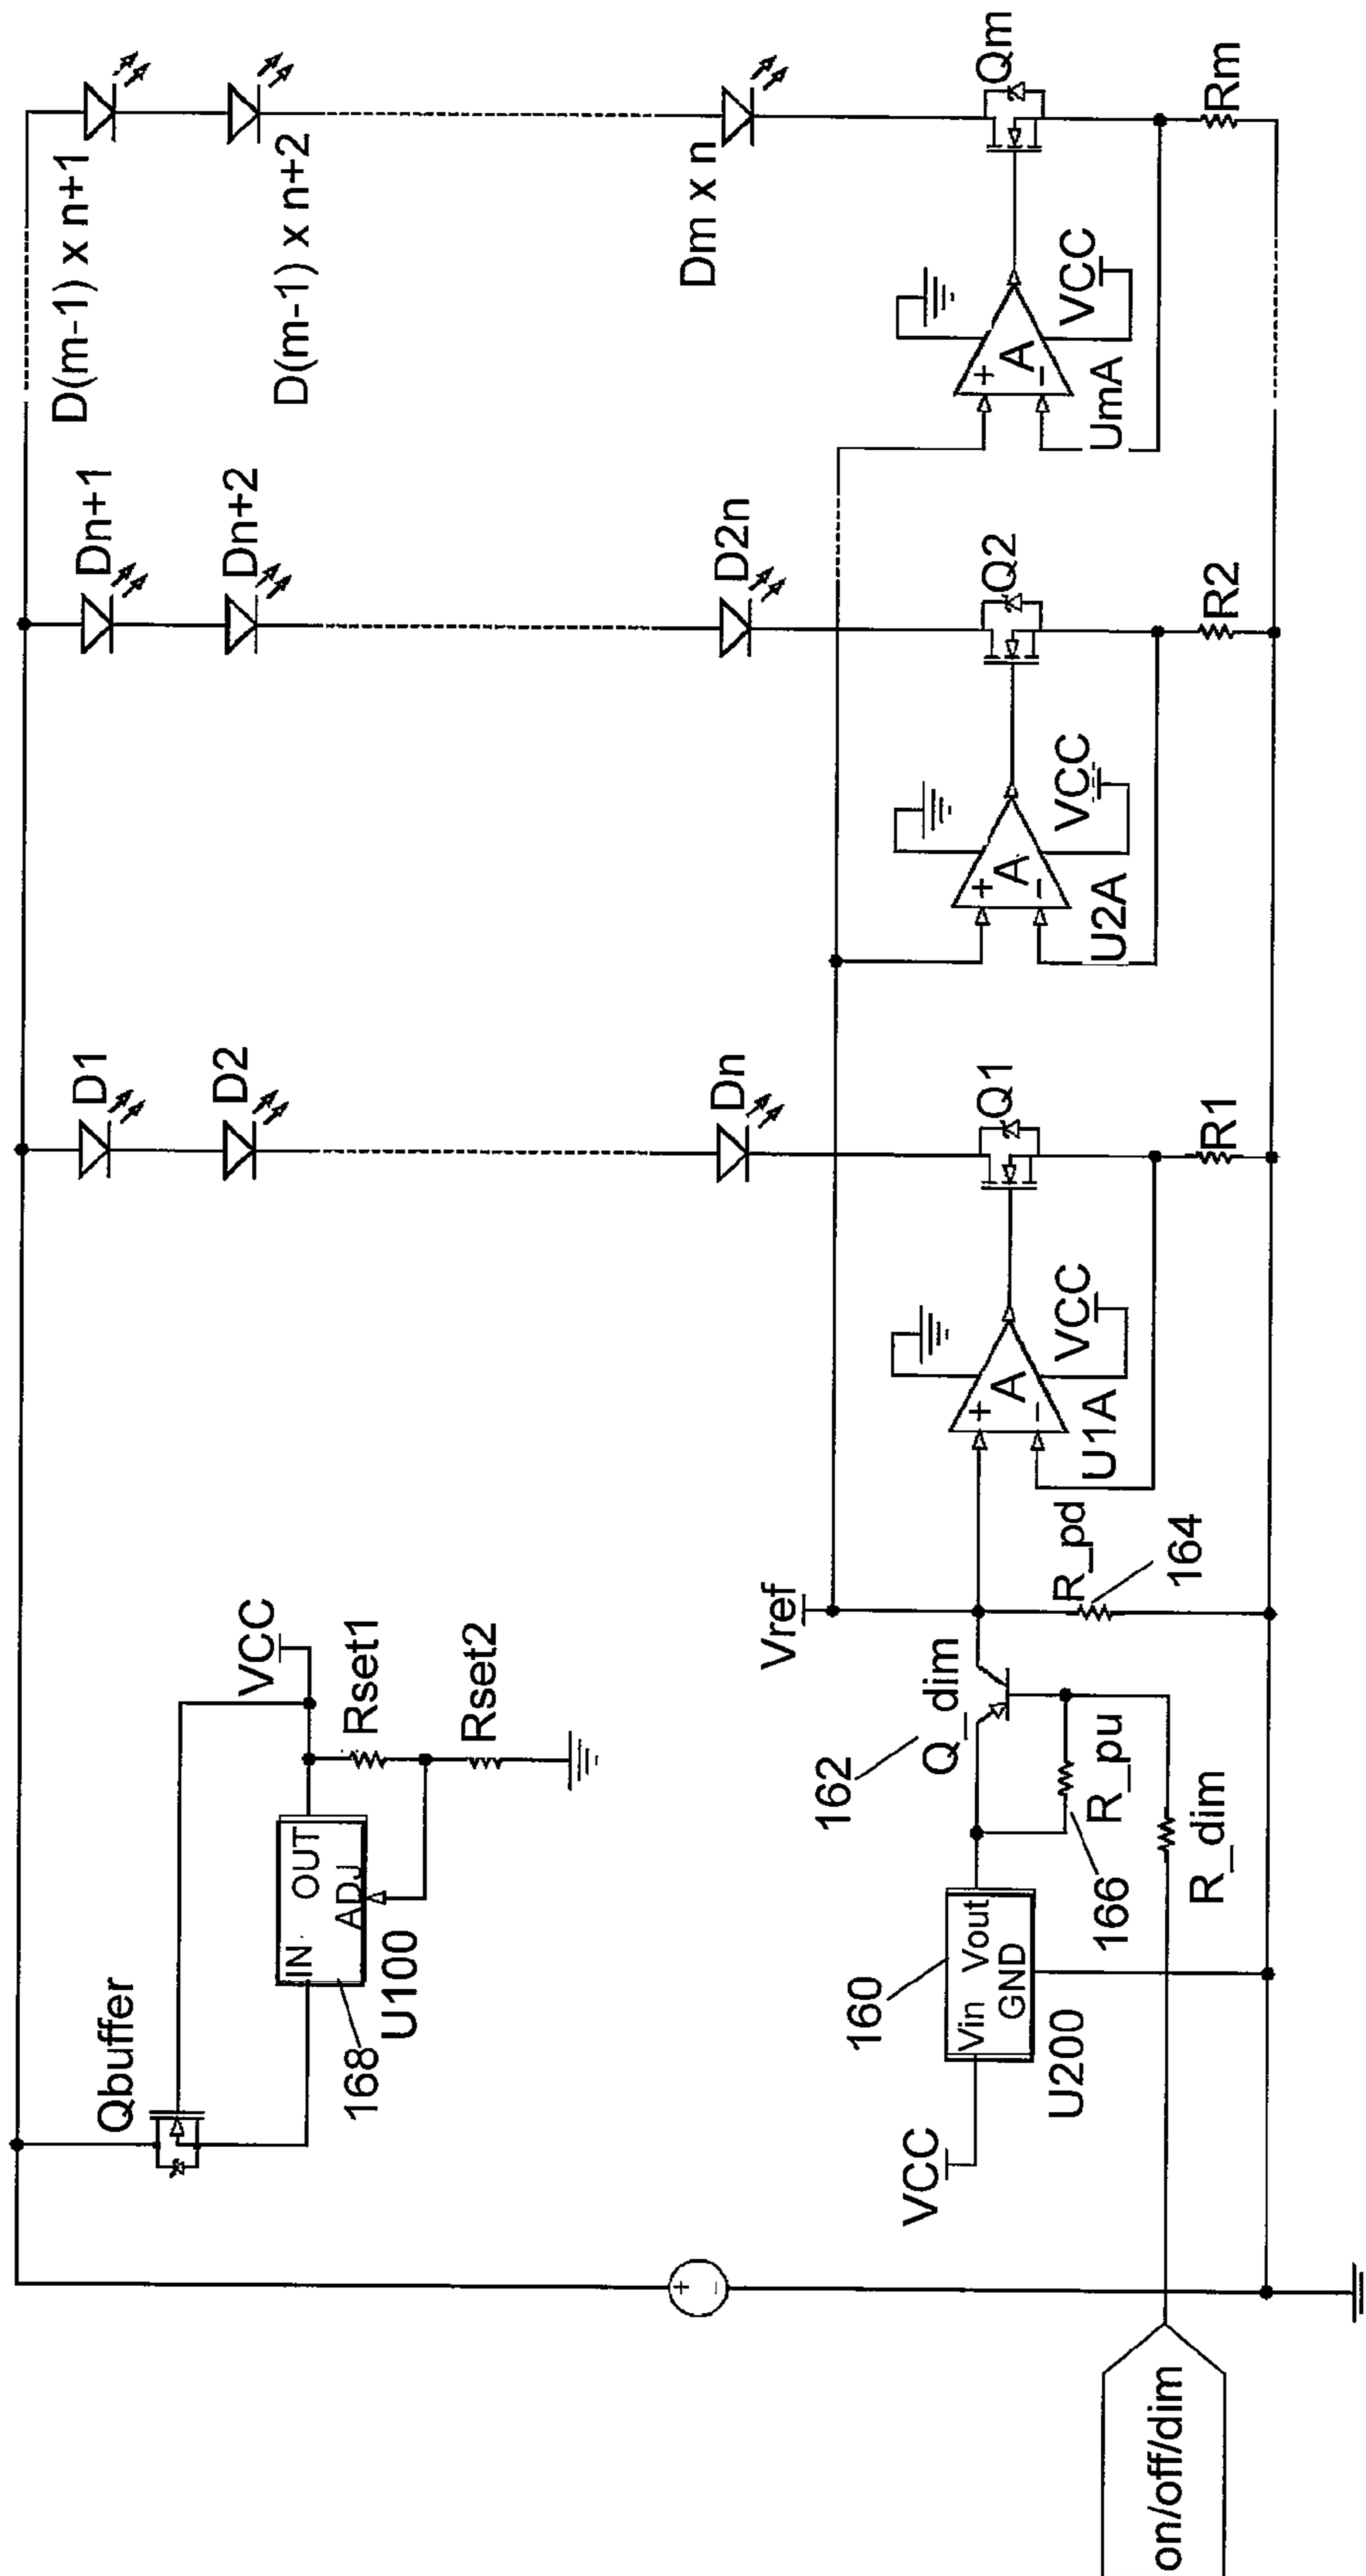 Qbuffer
IN OUT
ADJ
168
U100
VCC
Rset1
Rset2
D1
D2
Dn
Dn+1
Dn+2
D2n
D(m-1) x n+1
D(m-1) x n+2
Dm x n
+
-
on/off/dim
VCC
160
Vin Vout
GND
U200
162
Q_dim
166
R_pu
R_dim
Vref
R_pd
164
+
A
-
U1A
VCC
Q1
R1
+
A
-
U2A
VCC
Q2
R2
+
A
-
UmA
VCC
Qm
Rm